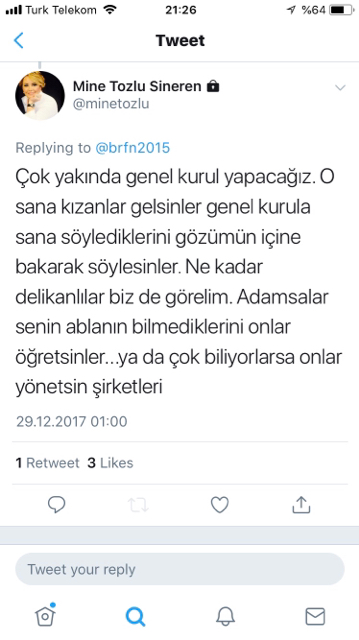 Turk Telekom 21:26 %64
Tweet
Mine Tozlu Sineren
@minetozlu
Replying to @brfn2015
Çok yakında genel kurul yapacağız. O
sana kızanlar gelsinler genel kurula
sana söylediklerini gözümün içine
bakarak söylesinler. Ne kadar
delikanlılar biz de görelim. Adamsalar
senin ablanın bilmediklerini onlar
öğretsinler...ya da çok biliyorlarsa onlar
yönetsin şirketleri
29.12.2017 01:00
1 Retweet 3 Likes
Tweet your reply